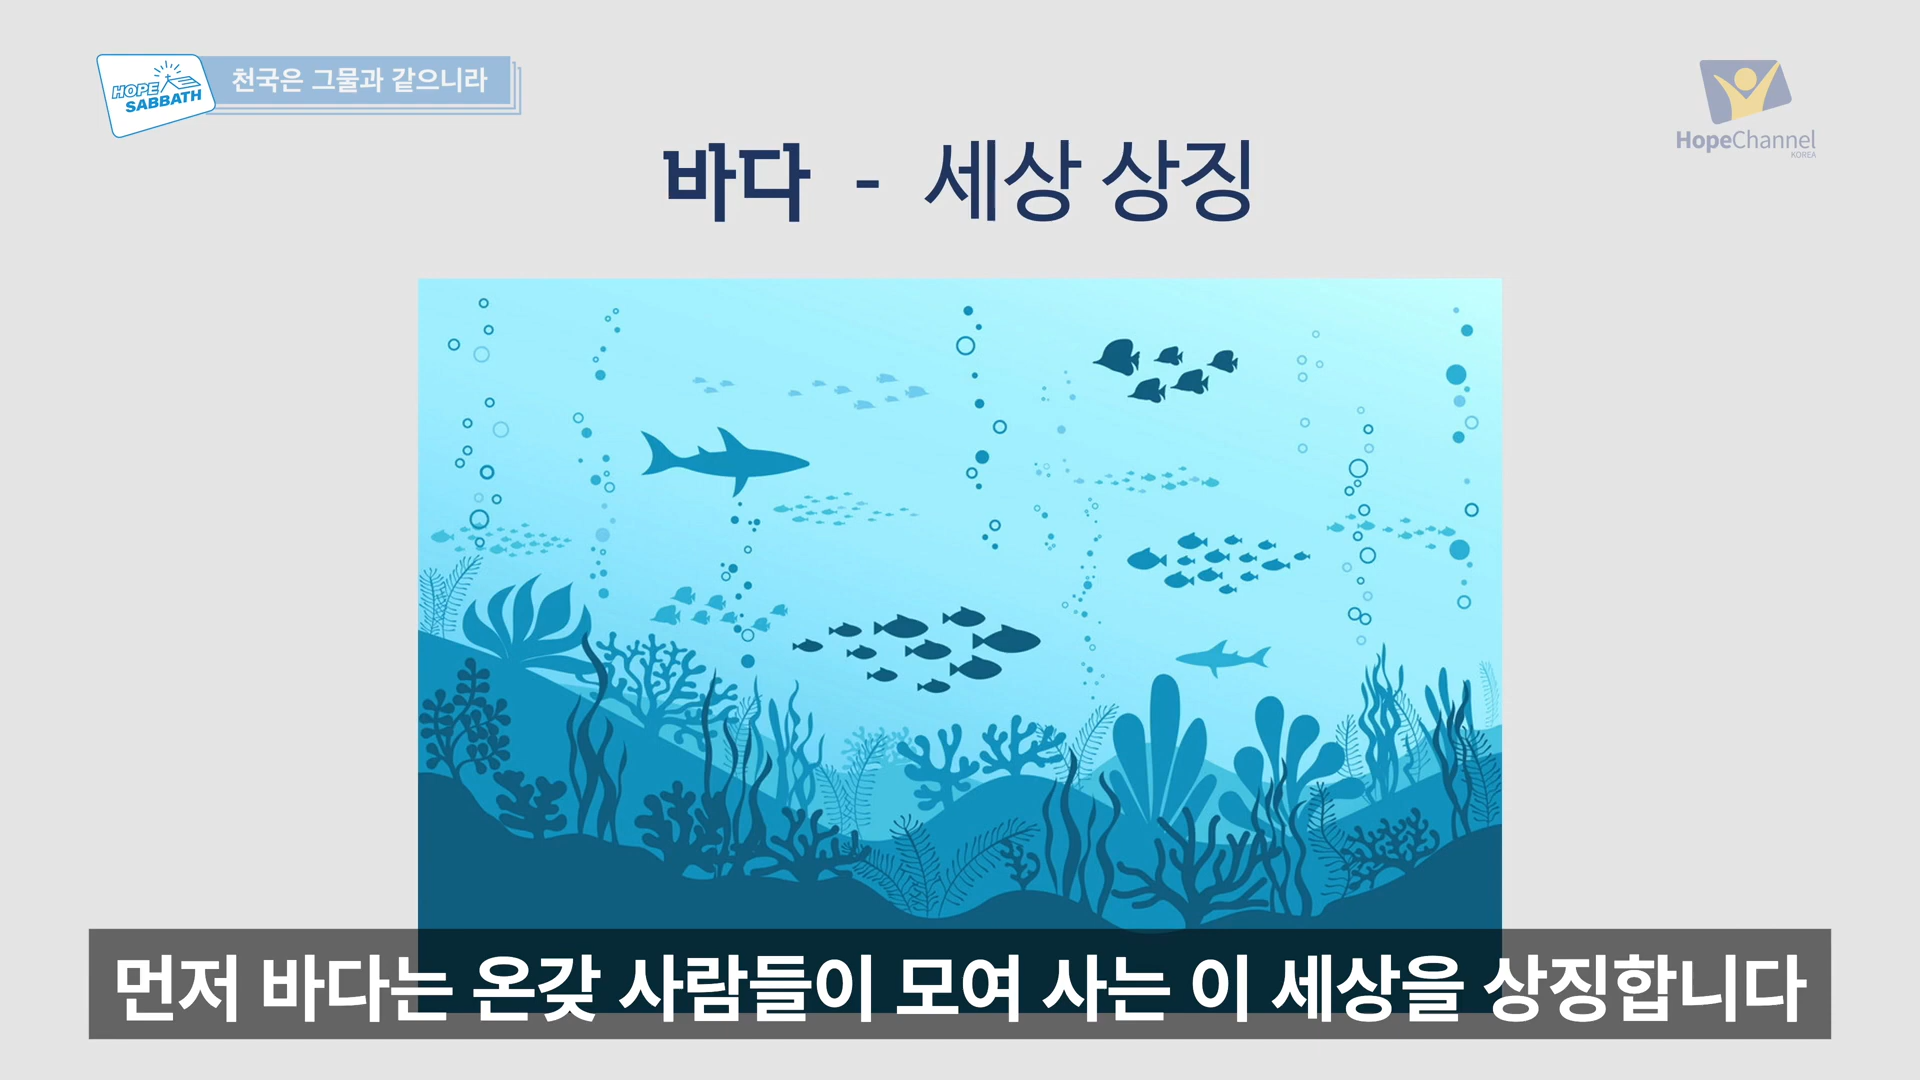 HOPE
SABBATH
천국은 그물과 같으니라
HopeChannel
KOREA
바다 - 세상 상징
먼저 바다는 온갖 사람들이 모여 사는 이 세상을 상징합니다